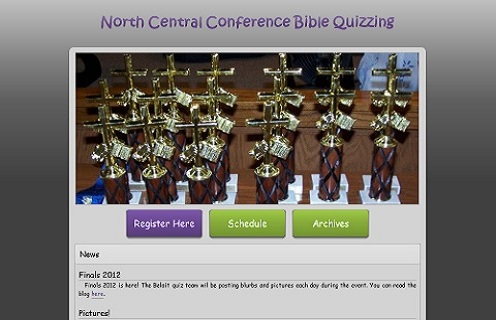 North Central Conference Bible Quizzing
Register Here
Schedule
Archives
News
Finals 2012
Finals 2012 is here! The Beloit quiz team will be posting blurbs and pictures each day during the event. You can read the
blog here.
Pictures!